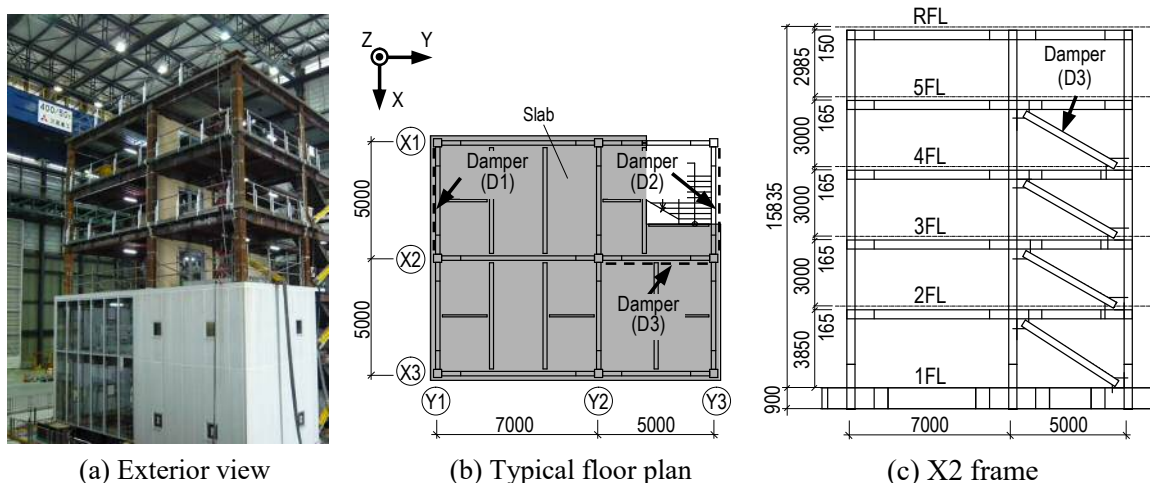 400/80t
Z
Y
X
Slab
X1
Damper
(D1)
Damper
(D2)
5000
X2
Damper
(D3)
5000
X3
Y1
Y2
Y3
7000
5000
RFL
150
2985
Damper
(D3)
5FL
165
3000
4FL
165
3000
15835
3FL
165
3000
2FL
165
3850
1FL
900
7000
5000
(a) Exterior view
(b) Typical floor plan
(c) X2 frame